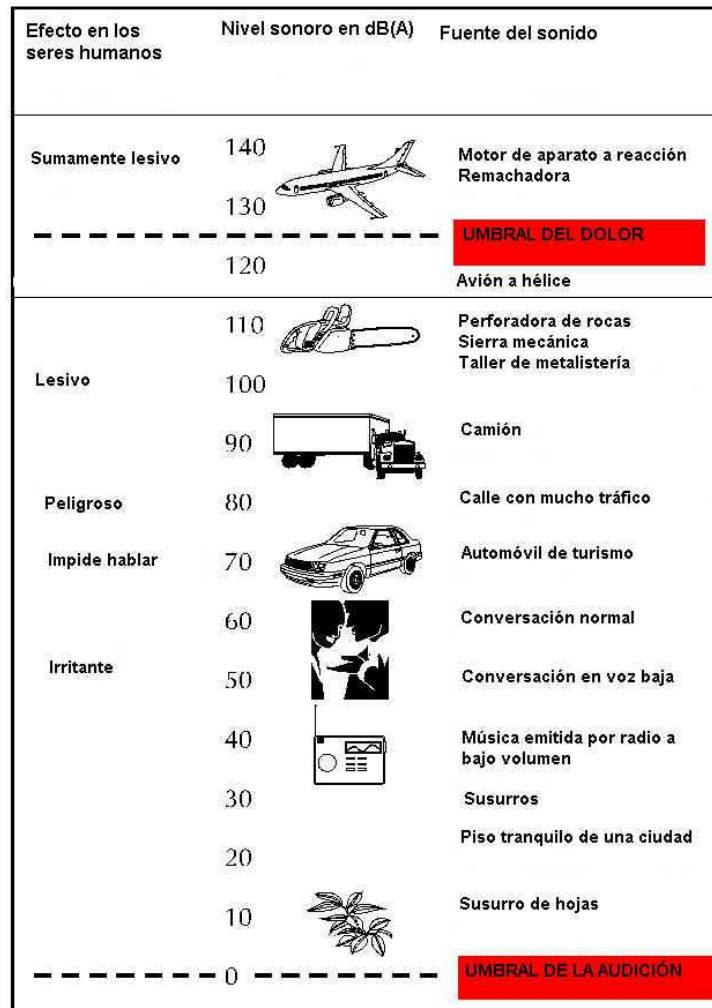 Efecto en los
seres humanos
Nivel sonoro en dB(A)
Fuente del sonido
Sumamente lesivo
140
Motor de aparato a reacción
Remachadora
130
UMBRAL DEL DOLOR
120
Avión a hélice
110
Perforadora de rocas
Sierra mecánica
Taller de metalistería
Lesivo
100
90
Camión
Peligroso
80
Calle con mucho tráfico
Impide hablar
70
Automóvil de turismo
60
Conversación normal
Irritante
50
Conversación en voz baja
40
Música emitida por radio a
bajo volumen
30
Susurros
Piso tranquilo de una ciudad
20
10
Susurro de hojas
0
UMBRAL DE LA AUDICIÓN